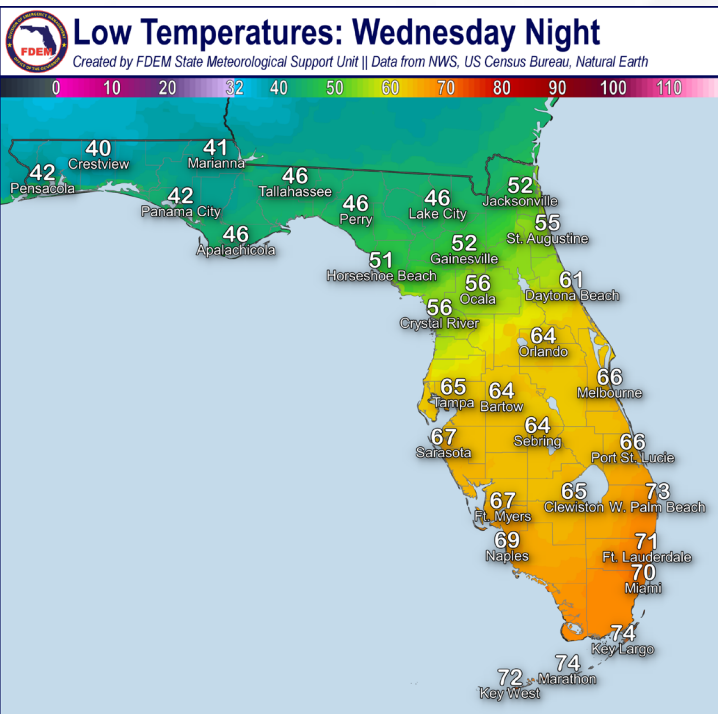 Low Temperatures: Wednesday Night
Created by FDEM State Meteorological Support Unit || Data from NWS, US Census Bureau, Natural Earth
FDEM
0 10 20 32 40 50 60 70 80 90 100 110
40
Crestview
41
Marianna
42
Pensacola
46
Tallahassee
42
Panama City
46
Perry
46
Lake City
52
Jacksonville
46
Apalachicola
55
St. Augustine
52
Gainesville
51
Horseshoe Beach
56
Ocala
61
Daytona Beach
56
Crystal River
64
Orlando
66
Melbourne
65
Tampa
64
Bartow
64
Sebring
67
Sarasota
66
Port St. Lucie
67
Ft. Myers
65
Clewiston
73
W. Palm Beach
69
Naples
71
Ft. Lauderdale
70
Miami
74
Key Largo
74
Marathon
72
Key West